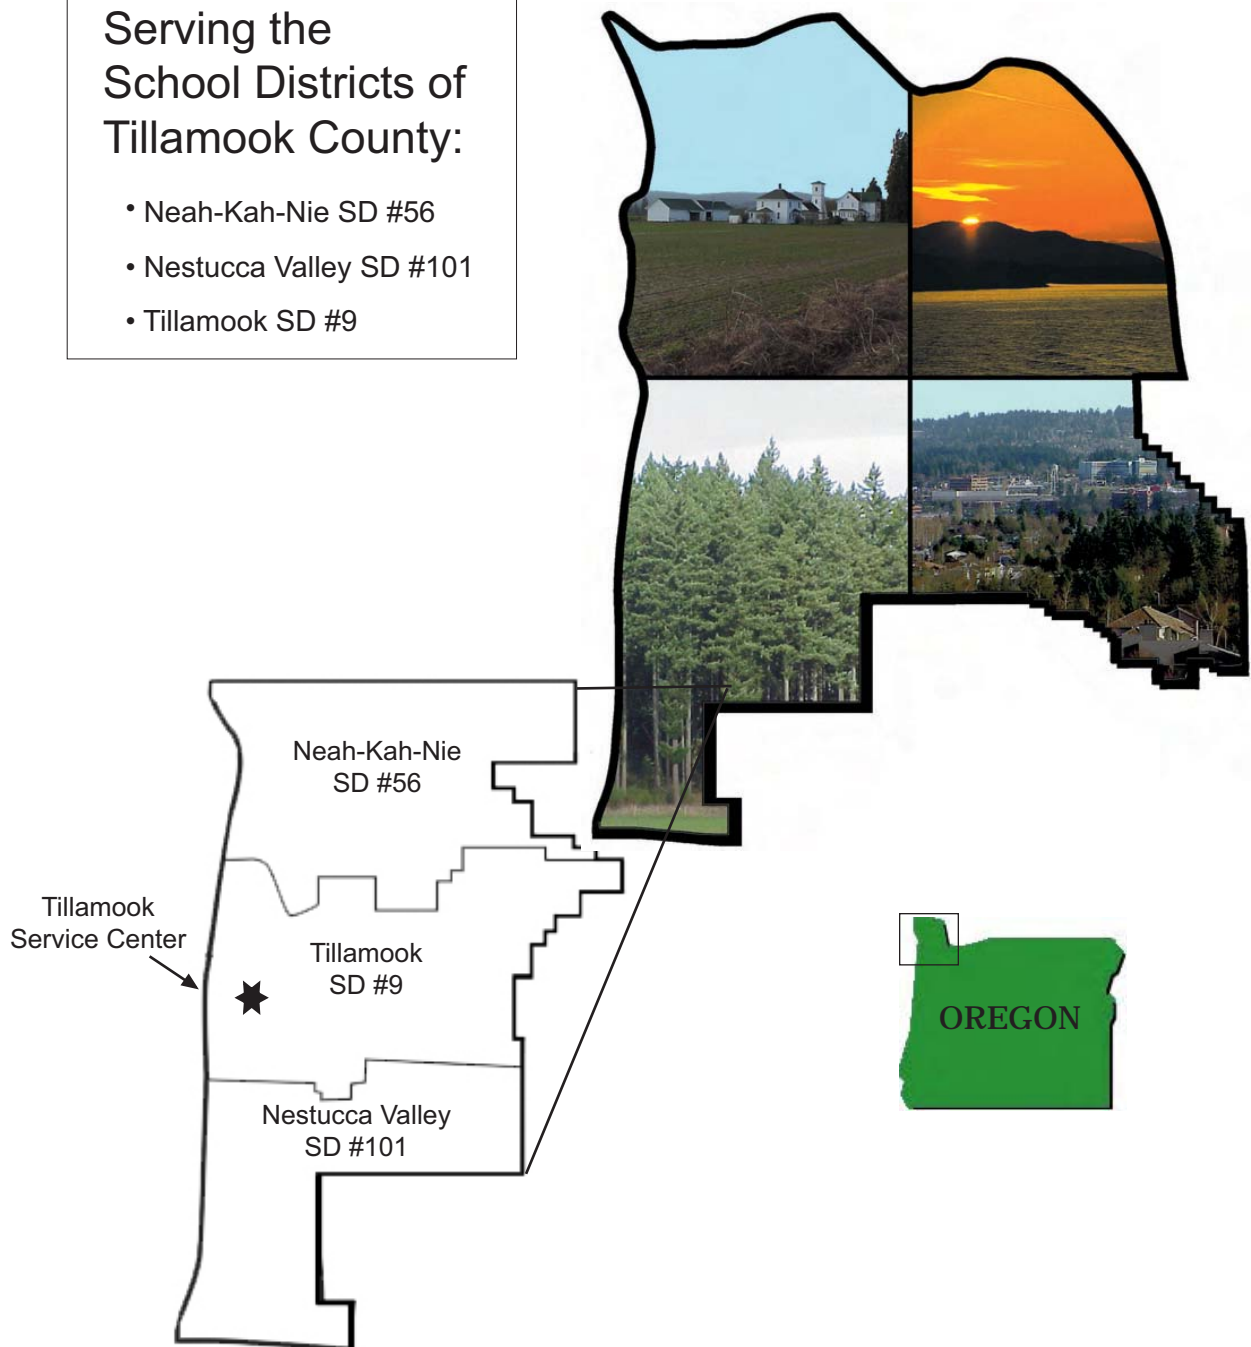 Serving the
School Districts of
Tillamook County:
• Neah-Kah-Nie SD #56
• Nestucca Valley SD #101
• Tillamook SD #9
Neah-Kah-Nie
SD #56
Tillamook
Service Center
Tillamook
SD #9
Nestucca Valley
SD #101
OREGON